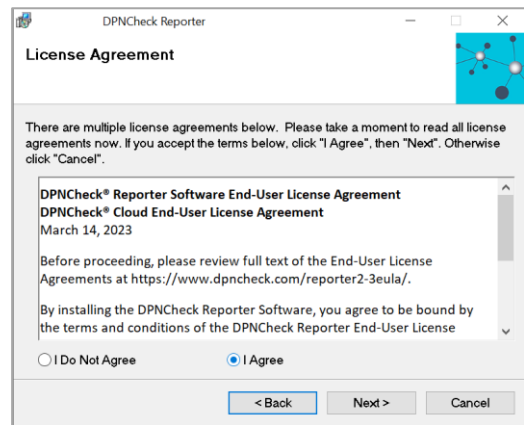 DPNCheck Reporter
License Agreement
There are multiple license agreements below. Please take a moment to read all license
agreements now. If you accept the terms below, click "I Agree", then "Next". Otherwise
click "Cancel".
DPNCheck® Reporter Software End-User License Agreement
DPNCheck® Cloud End-User License Agreement
March 14, 2023
Before proceeding, please review full text of the End-User License
Agreements at https://www.dpncheck.com/reporter2-3eula/.
By installing the DPNCheck Reporter Software, you agree to be bound by
the terms and conditions of the DPNCheck Reporter End-User License
I Do Not Agree
I Agree
< Back
Next >
Cancel